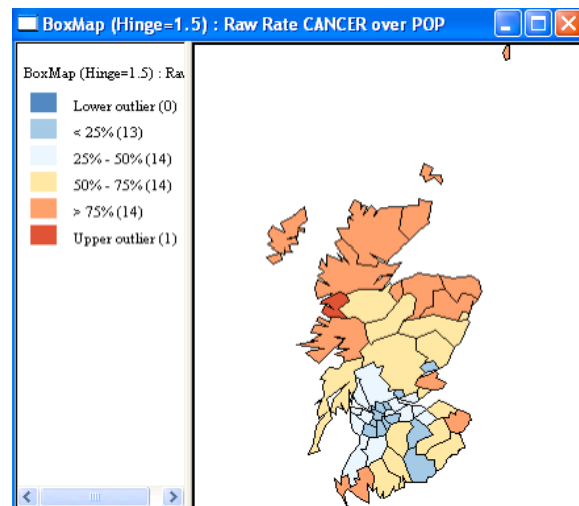 BoxMap (Hinge=1.5) : Raw Rate CANCER over POP
BoxMap (Hinge=1.5) : Ra
Lower outlier (0)
< 25% (13)
25% - 50% (14)
50% - 75% (14)
> 75% (14)
Upper outlier (1)